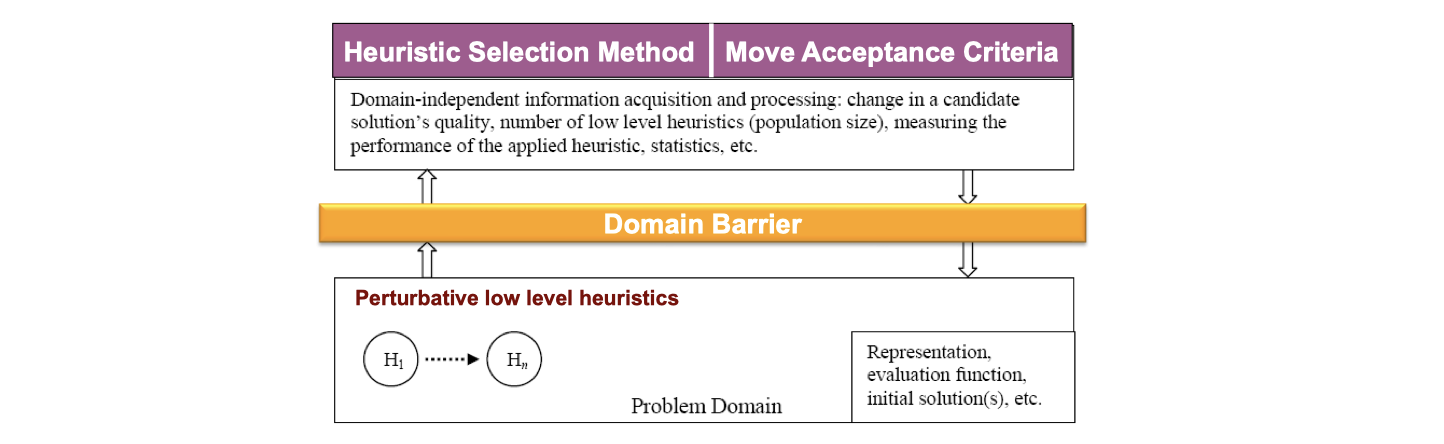 Heuristic Selection Method Move Acceptance Criteria
Domain-independent information acquisition and processing: change in a candidate
solution’s quality, number of low level heuristics (population size), measuring the
performance of the applied heuristic, statistics, etc.
Domain Barrier
Perturbative low level heuristics
H1 Hn
Representation,
evaluation function,
initial solution(s), etc.
Problem Domain